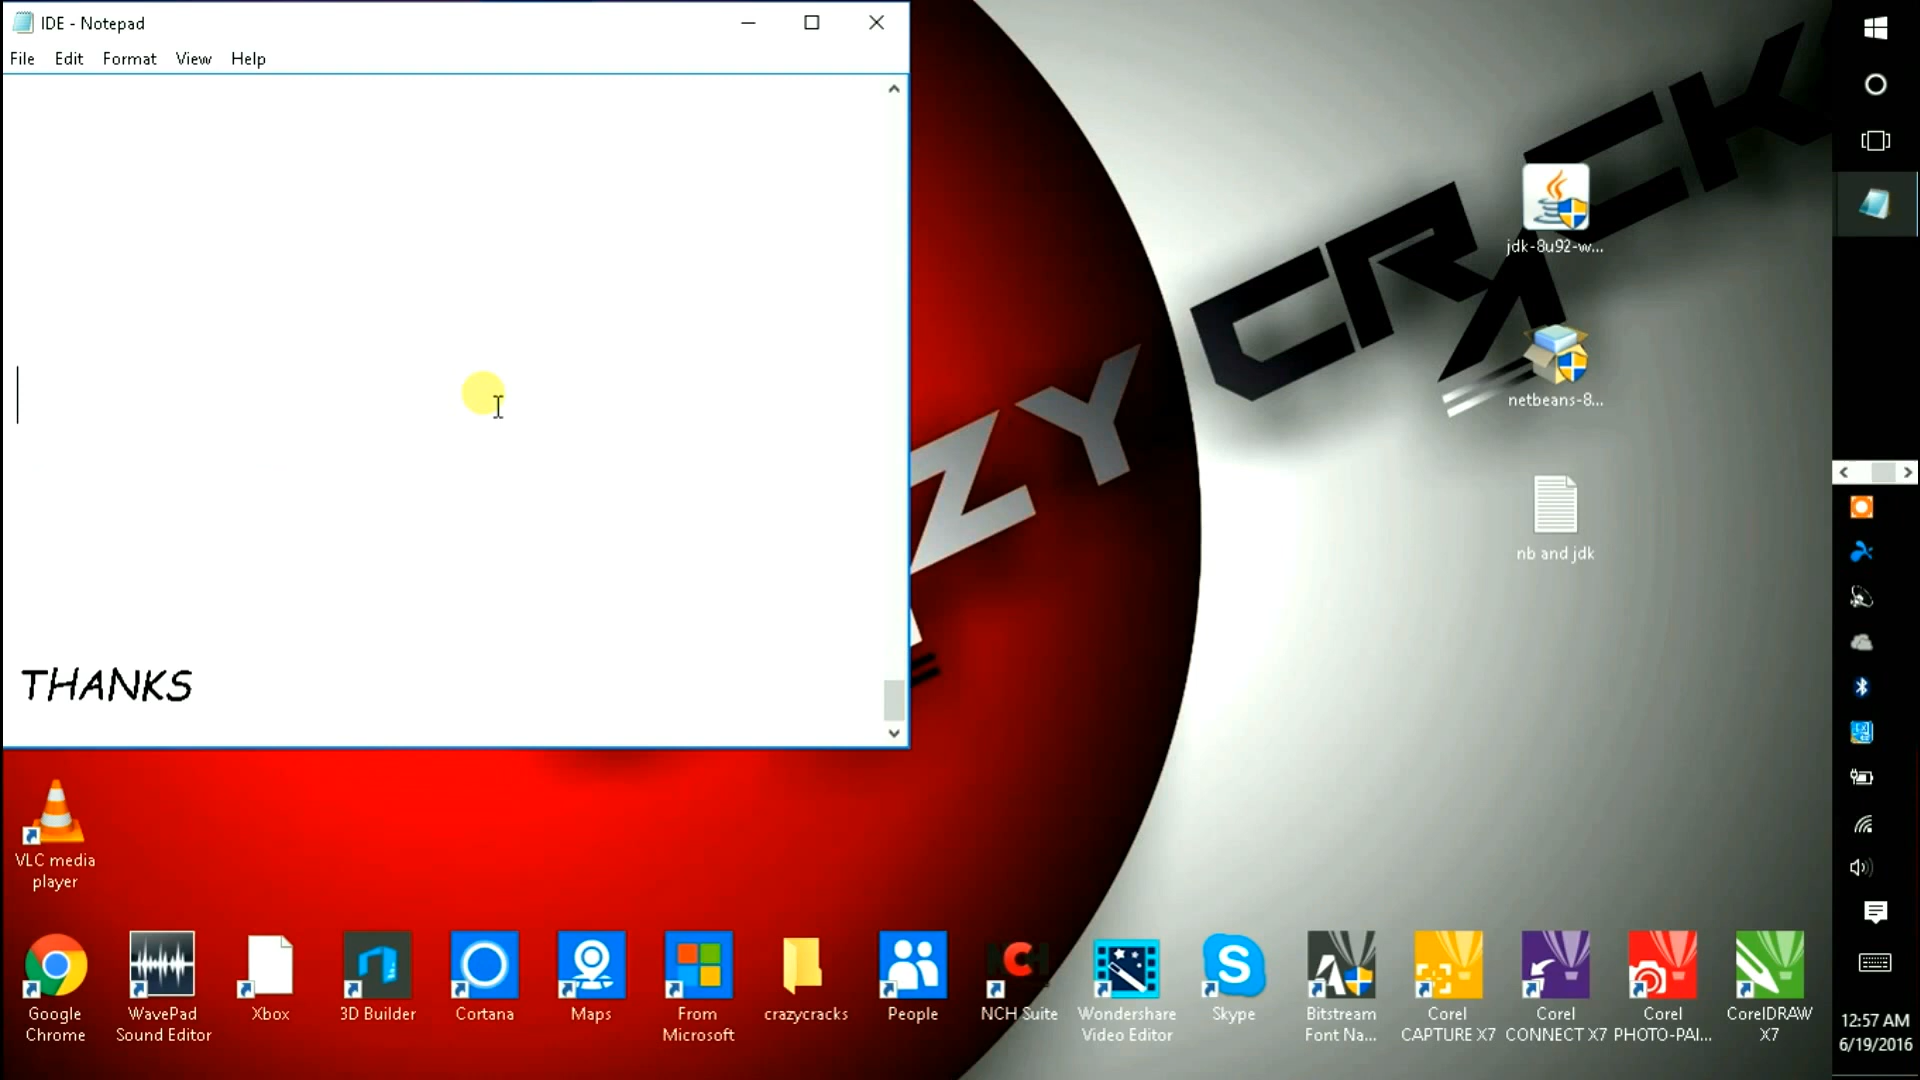 IDE - Notepad
File Edit Format View Help
THANKS
CRACK
ZY
jdk-8u92-w...
netbeans-8...
nb and jdk
VLC media
player
Google
Chrome
WavePad
Sound Editor
Xbox
3D Builder
Cortana
Maps
From
Microsoft
crazycracks
People
NCH
NCH Suite
Wondershare
Video Editor
Skype
Bitstream
Font Na...
Corel
CAPTURE X7
Corel
CONNECT X7
Corel
PHOTO-PAI...
CorelDRAW
X7
12:57 AM
6/19/2016